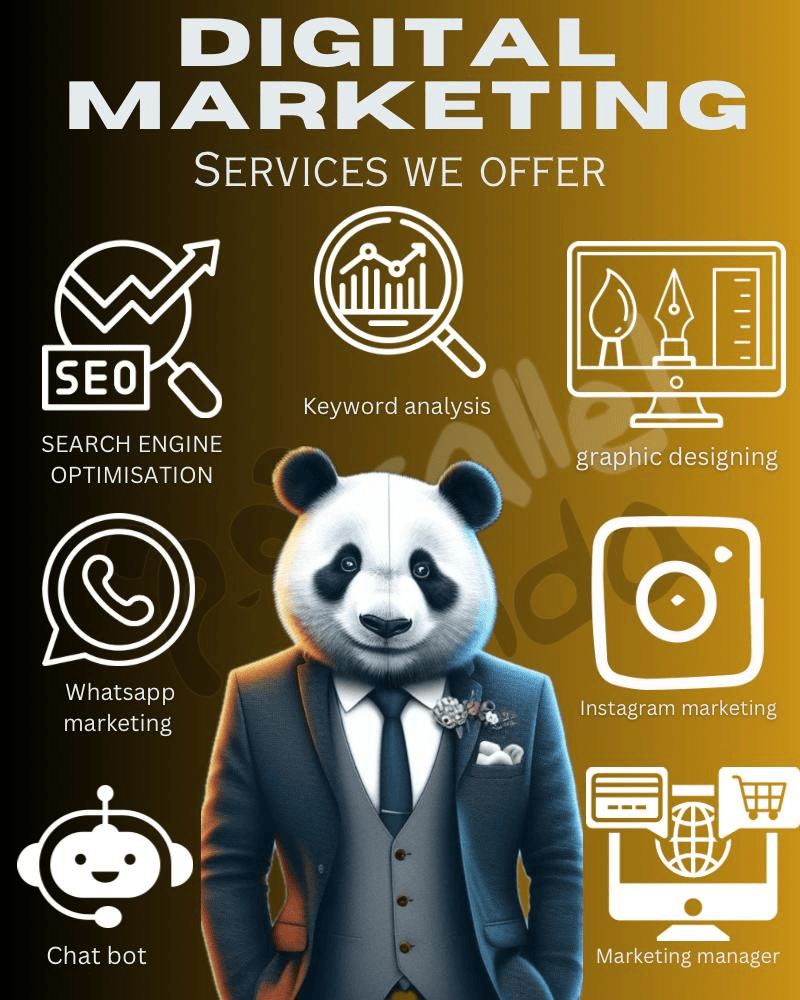 DIGITAL
MARKETING
SERVICES WE OFFER
Keyword analysis
SEO
SEARCH ENGINE
OPTIMISATION
graphic designing
Whatsapp
marketing
Instagram marketing
Chat bot
Marketing manager